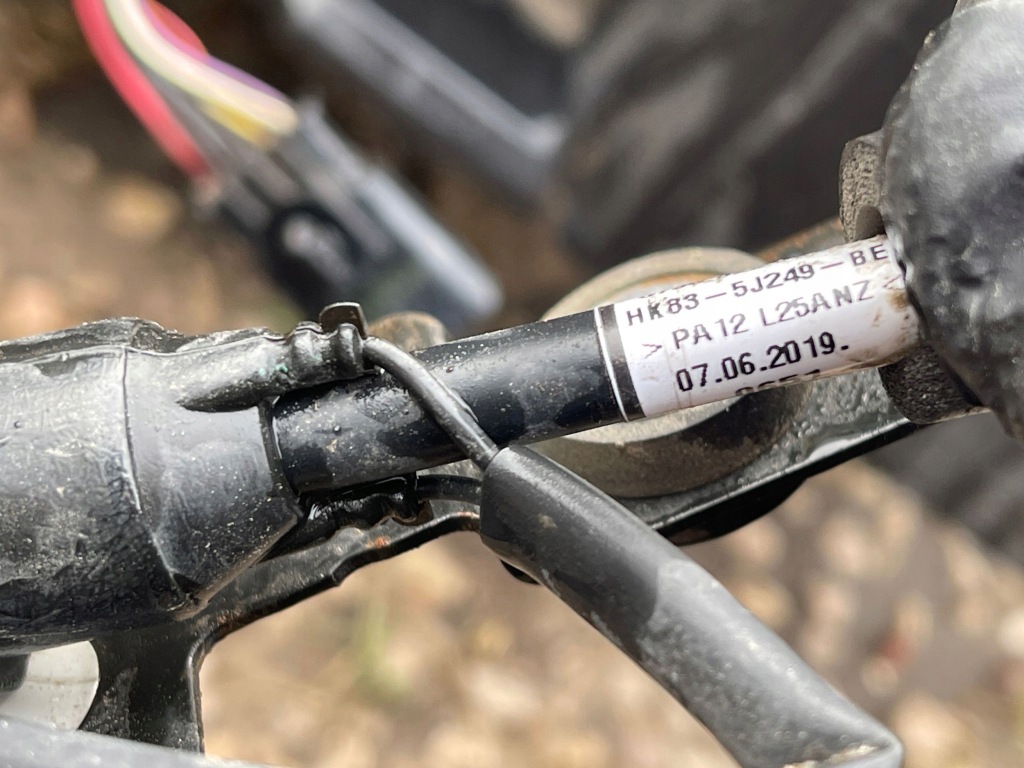 HK83-5J249-BE
>PA12 L25ANZ<
07.06.2019.